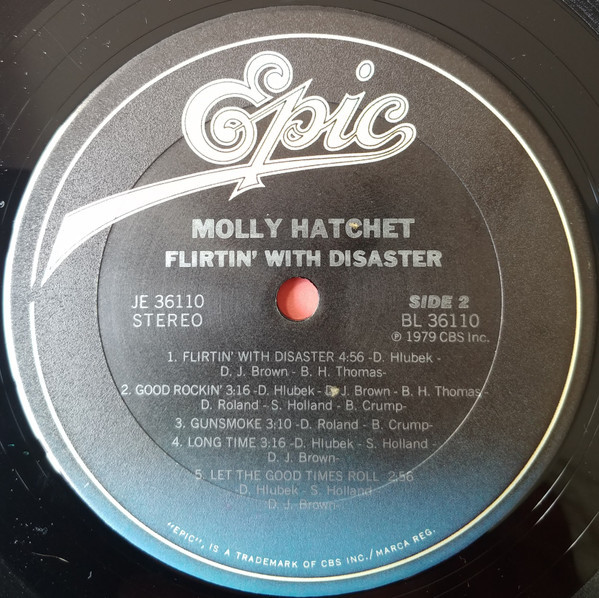 Epic
MOLLY HATCHET
FLIRTIN' WITH DISASTER
JE 36110
STEREO
SIDE 2
BL 36110
℗ 1979 CBS Inc.
1. FLIRTIN' WITH DISASTER 4:56 -D. Hlubek -
D. J. Brown - B. H. Thomas-
2. GOOD ROCKIN' 3:16 -D. Hlubek - D. J. Brown - B. H. Thomas-
D. Roland - S. Holland - B. Crump-
3. GUNSMOKE 3:10 -D. Roland - B. Crump-
4. LONG TIME 3:16 -D. Hlubek - S. Holland -
D. J. Brown-
5. LET THE GOOD TIMES ROLL 2:56
-D. Hlubek - S. Holland
-D. J. Brown-
"EPIC", IS A TRADEMARK OF CBS INC./MARCA REG.